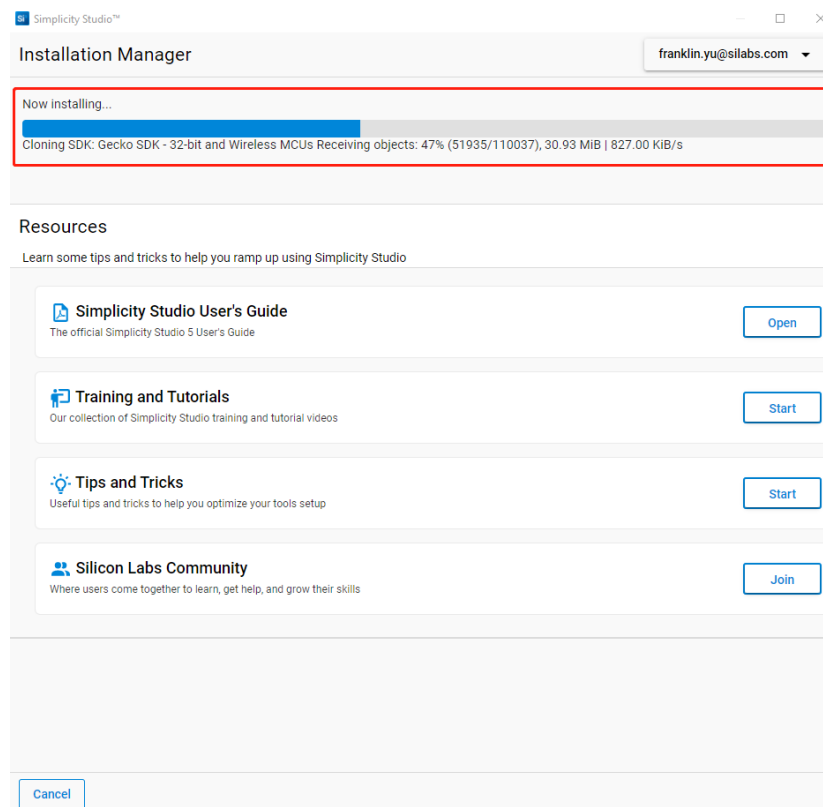 Si Simplicity Studio™
Installation Manager
franklin.yu@silabs.com
Now installing...
Cloning SDK: Gecko SDK - 32-bit and Wireless MCUs Receiving objects: 47% (51935/110037), 30.93 MiB | 827.00 KiB/s
Resources
Learn some tips and tricks to help you ramp up using Simplicity Studio
Simplicity Studio User's Guide
The official Simplicity Studio 5 User's Guide
Open
Training and Tutorials
Our collection of Simplicity Studio training and tutorial videos
Start
Tips and Tricks
Useful tips and tricks to help you optimize your tools setup
Start
Silicon Labs Community
Where users come together to learn, get help, and grow their skills
Join
Cancel